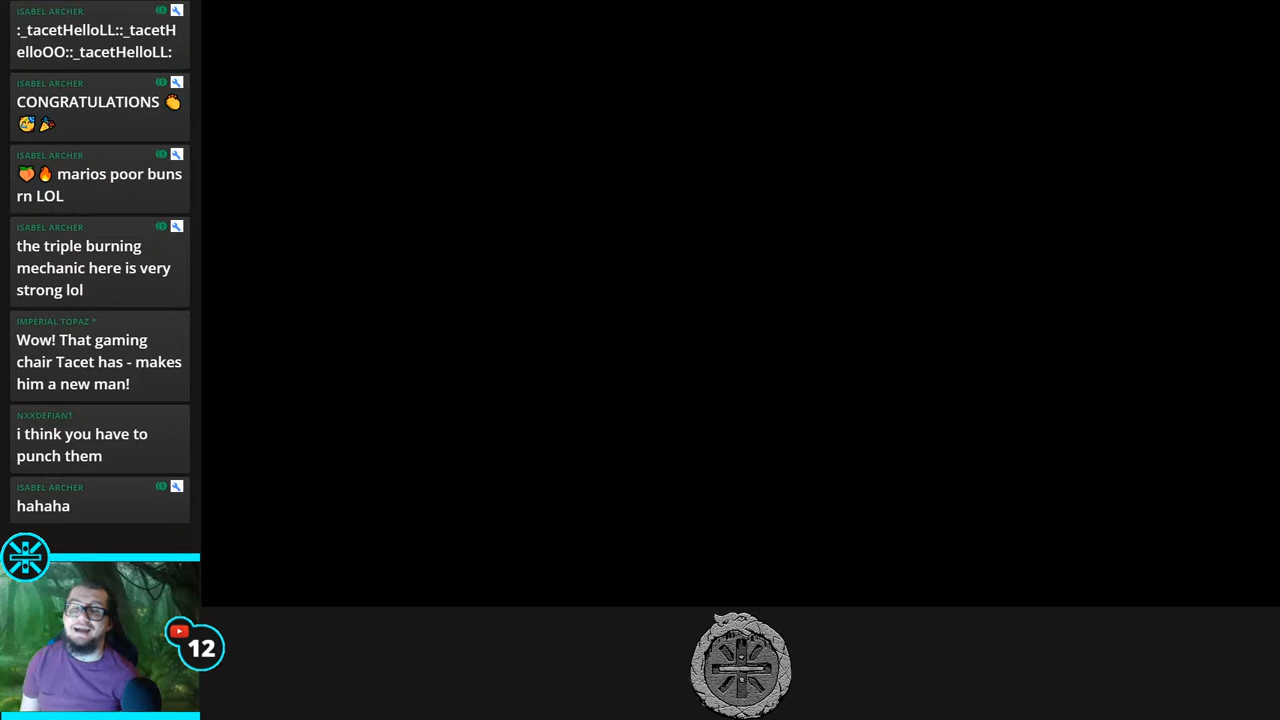 ISABEL ARCHER
:_tacetHelloLL::_tacetH
elloOO::_tacetHelloLL:
ISABEL ARCHER
CONGRATULATIONS 👏
😭 🎉
ISABEL ARCHER
🍑🔥 marios poor buns
rn LOL
ISABEL ARCHER
the triple burning
mechanic here is very
strong lol
IMPERIAL TOPAZ *
Wow! That gaming
chair Tacet has - makes
him a new man!
NXXDEFIANT
i think you have to
punch them
ISABEL ARCHER
hahaha
12